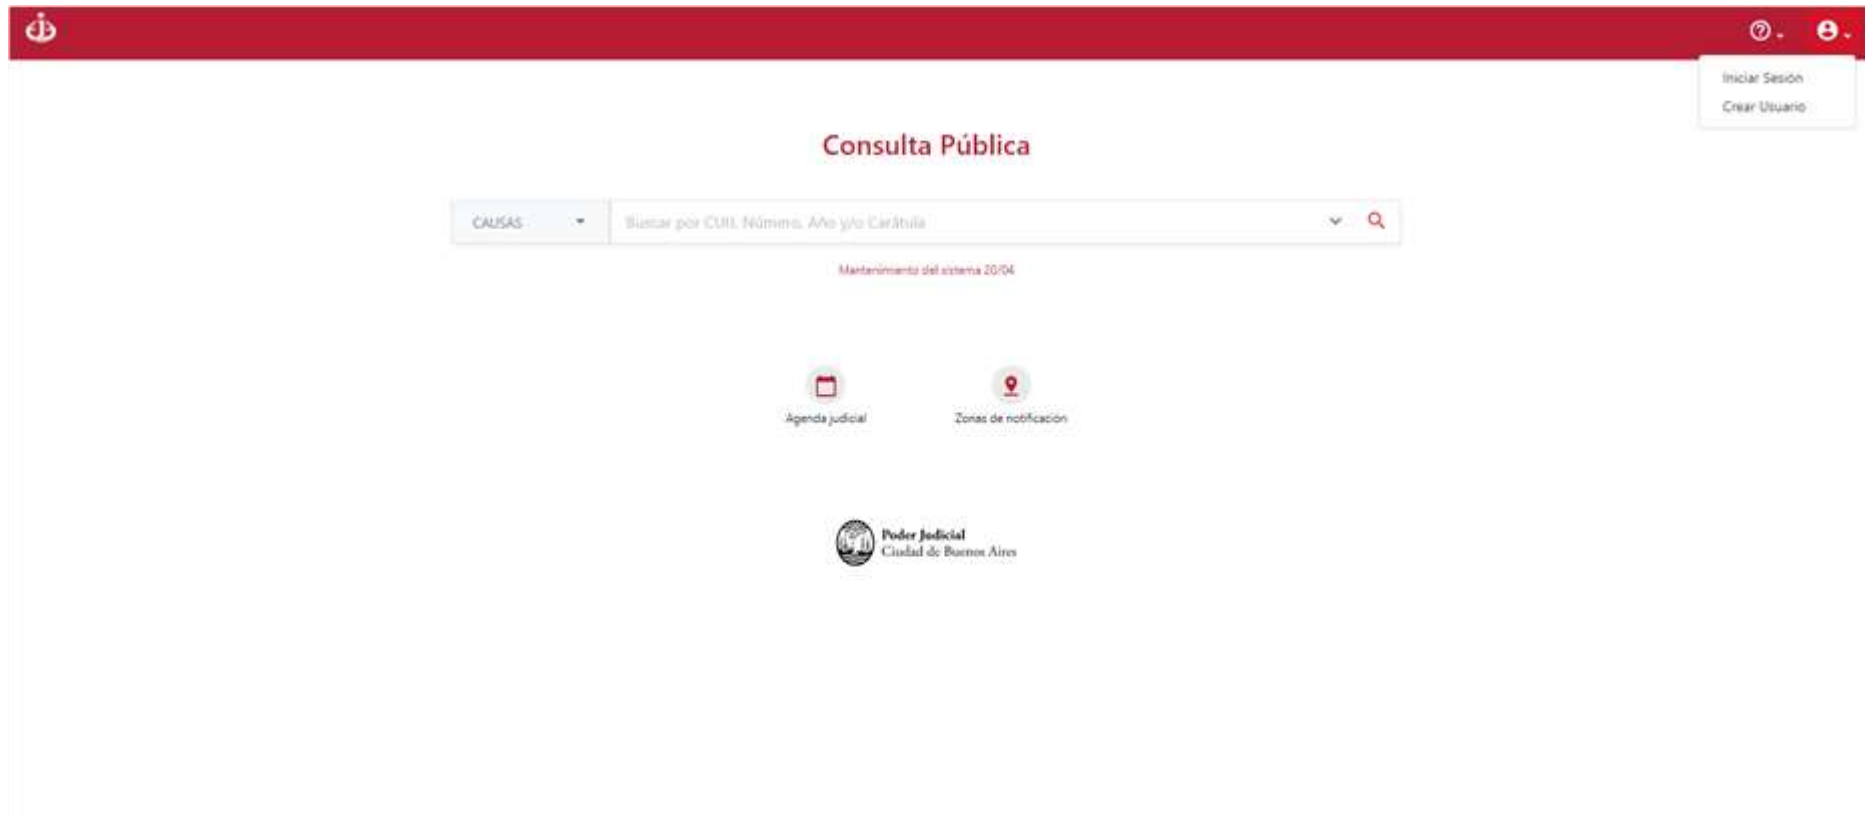 Iniciar Sesión
Crear Usuario
Consulta Pública
CAUSAS
Buscar por CUIJ, Número, Año y/o Carátula
Mantenimiento del sistema 20/04
Agenda judicial
Zonas de notificación
Poder Judicial
Ciudad de Buenos Aires